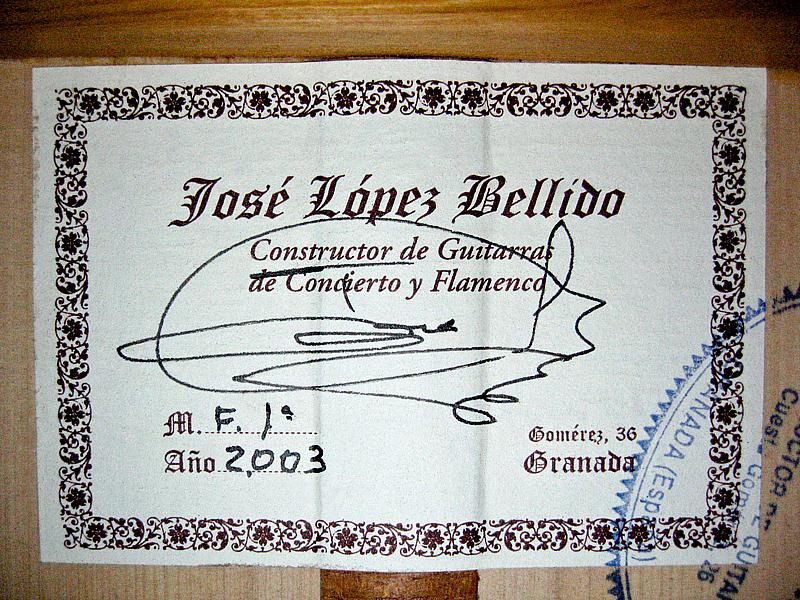 José López Bellido
Constructor de Guitarras
de Concierto y Flamenco
M. F. 1ª
Año 2,003
Gomérez, 36
Granada